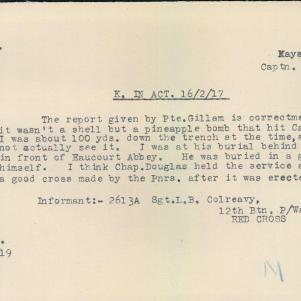 Maya
Captn.
K. IN ACT. 16/2/17
The report given by Pte.Gillam is correctme
it wasn't a shell but a pineapple bomb that hit Ca
I was about 100 yds. down the trench at the time,a
not actually see it. I was at his burial behind
in front of Eaucourt Abbey. He was buried in a g
himself. I think Chap.Douglas held the service a
a good cross made by the Pnrs. after it was erecte
Informant:- 2613A Sgt.L.B. Colreavy,
12th Btn. P/Wa
RED CROSS
19
M